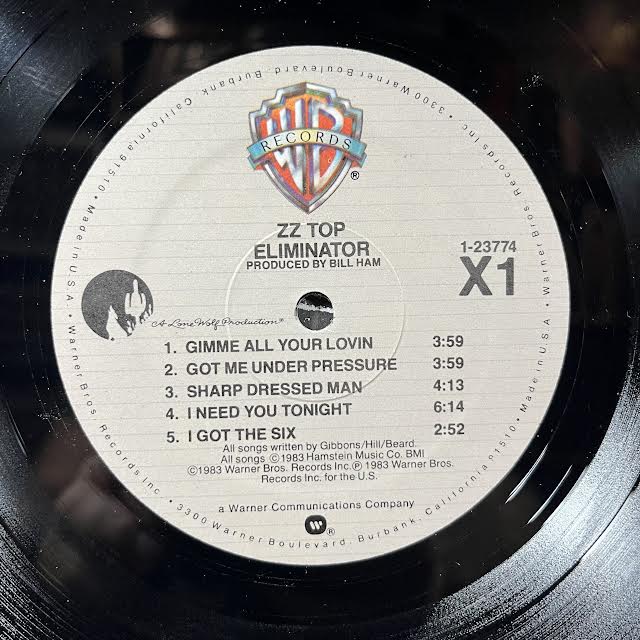 3300 Warner Boulevard, Burbank, California, 91510 • Made in U.S.A. • Warner Bros Records Inc. • 3300 Warner Boulevard, Burbank, California 91510 • Made in U.S.A. • Warner Bros. Records Inc. •
WB
RECORDS
®
ZZ TOP
ELIMINATOR
PRODUCED BY BILL HAM
1-23774
X1
A Lone Wolf Production*
1. GIMME ALL YOUR LOVIN 3:59
2. GOT ME UNDER PRESSURE 3:59
3. SHARP DRESSED MAN 4:13
4. I NEED YOU TONIGHT 6:14
5. I GOT THE SIX 2:52
All songs written by Gibbons/Hill/Beard.
All songs ©1983 Hamstein Music Co. BMI
©1983 Warner Bros. Records Inc. ℗ 1983 Warner Bros.
Records Inc. for the U.S.
a Warner Communications Company
®